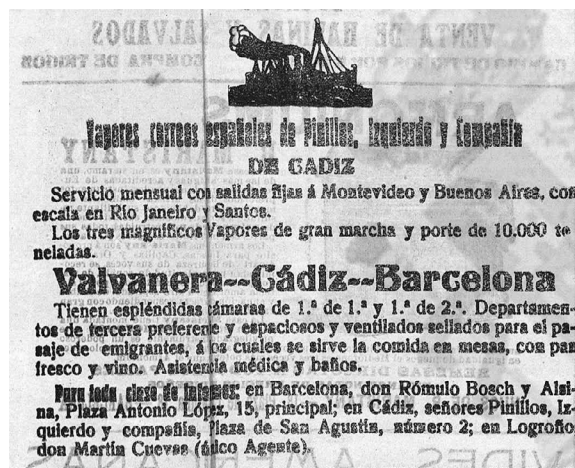 Vapores correos españoles de Pinillos, Izquierdo y Compañía
DE CADIZ
Servicio mensual con salidas fijas á Montevideo y Buenos Aires, con
escala en Río Janeiro y Santos.
Los tres magníficos Vapores de gran marcha y porte de 10.000 to
neladas.
Valvanera--Cádiz--Barcelona
Tienen espléndidas cámaras de 1.ª de 1.ª y 1.ª de 2.ª. Departamen-
tos de tercera preferene y espaciosos y ventilados sellados para el pa-
saje de emigrantes, á los cuales se sirve la comida en mesas, con pan
fresco y vino. Asistencia médica y baños.
Para toda clase de informes: en Barcelona, don Rómulo Bosch y Alsi-
na, Plaza Antonio López, 15, principal; en Cádiz, señores Pinillos, Iz-
quierdo y compañía, Plaza de San Agustín, número 2; en Logroño
don Martín Cuevas (único Agente).